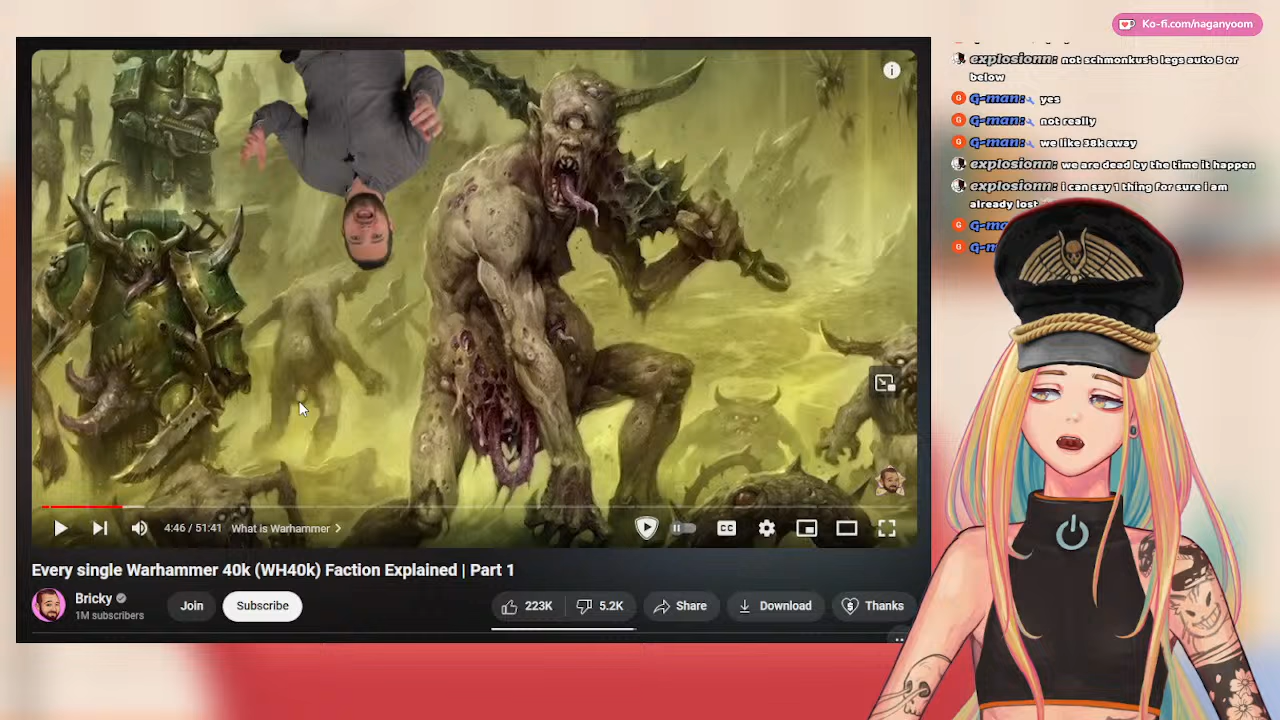 Ko-fi.com/naganyoom
explosionn: not schmonkus's legs auto 5 or
below
G-man: yes
G-man: not really
G-man: we like 38k away
explosionn: we are dead by the time it happen
explosionn: i can say 1 thing for sure i am
already lost
4:46 / 51:41 What is Warhammer >
CC
Every single Warhammer 40k (WH40k) Faction Explained | Part 1
Bricky
1M subscribers
Join
Subscribe
223K
5.2K
Share
Download
Thanks